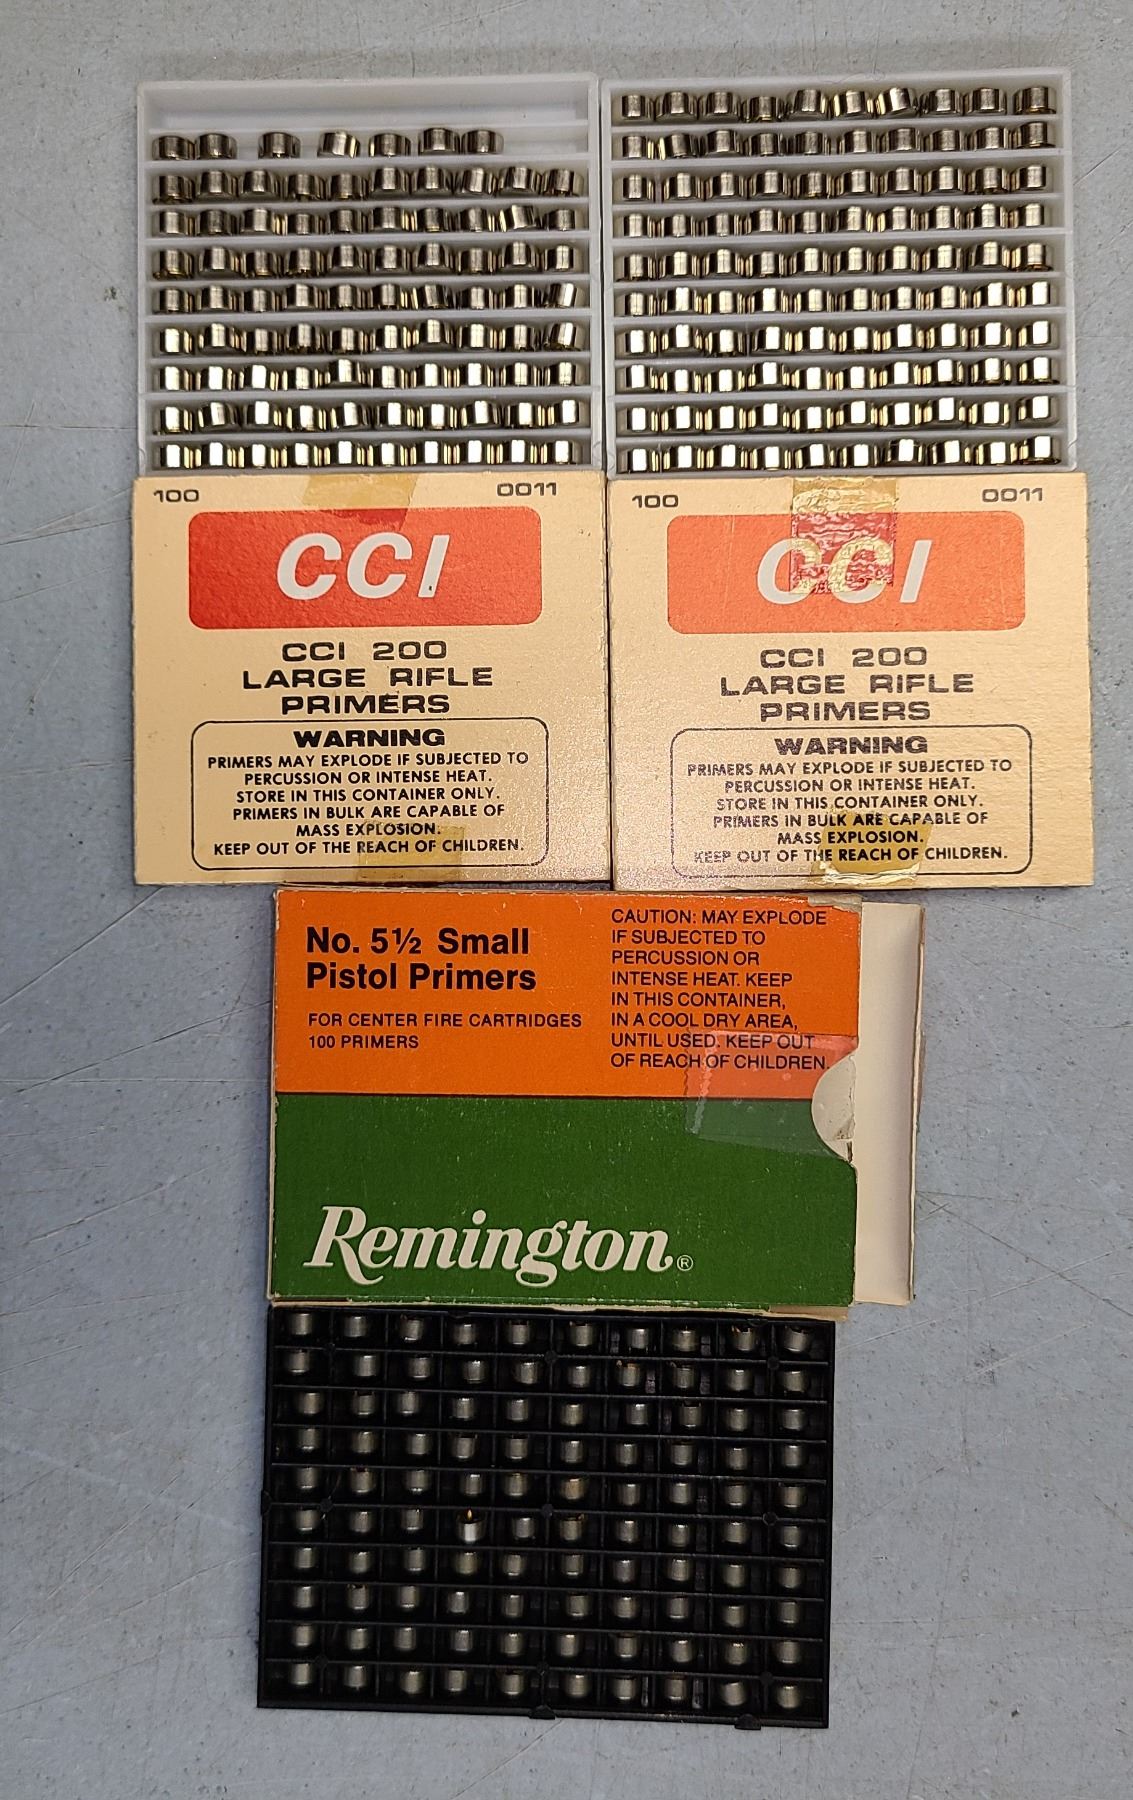 100 0011
CCI
CCI 200
LARGE RIFLE
PRIMERS
WARNING
PRIMERS MAY EXPLODE IF SUBJECTED TO
PERCUSSION OR INTENSE HEAT.
STORE IN THIS CONTAINER ONLY.
PRIMERS IN BULK ARE CAPABLE OF
MASS EXPLOSION.
KEEP OUT OF THE REACH OF CHILDREN.
100 0011
CCI
CCI 200
LARGE RIFLE
PRIMERS
WARNING
PRIMERS MAY EXPLODE IF SUBJECTED TO
PERCUSSION OR INTENSE HEAT.
STORE IN THIS CONTAINER ONLY.
PRIMERS IN BULK ARE CAPABLE OF
MASS EXPLOSION.
KEEP OUT OF THE REACH OF CHILDREN.
No. 5½ Small
Pistol Primers
FOR CENTER FIRE CARTRIDGES
100 PRIMERS
CAUTION: MAY EXPLODE
IF SUBJECTED TO
PERCUSSION OR
INTENSE HEAT. KEEP
IN THIS CONTAINER,
IN A COOL DRY AREA,
UNTIL USED. KEEP OUT
OF REACH OF CHILDREN.
Remington®